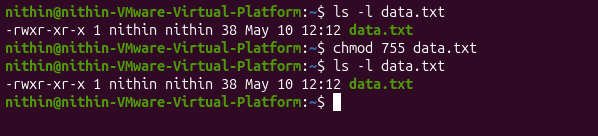 nithin@nithin-VMware-Virtual-Platform:~$ ls -l data.txt
-rwxr-xr-x 1 nithin nithin 38 May 10 12:12 data.txt
nithin@nithin-VMware-Virtual-Platform:~$ chmod 755 data.txt
nithin@nithin-VMware-Virtual-Platform:~$ ls -l data.txt
-rwxr-xr-x 1 nithin nithin 38 May 10 12:12 data.txt
nithin@nithin-VMware-Virtual-Platform:~$